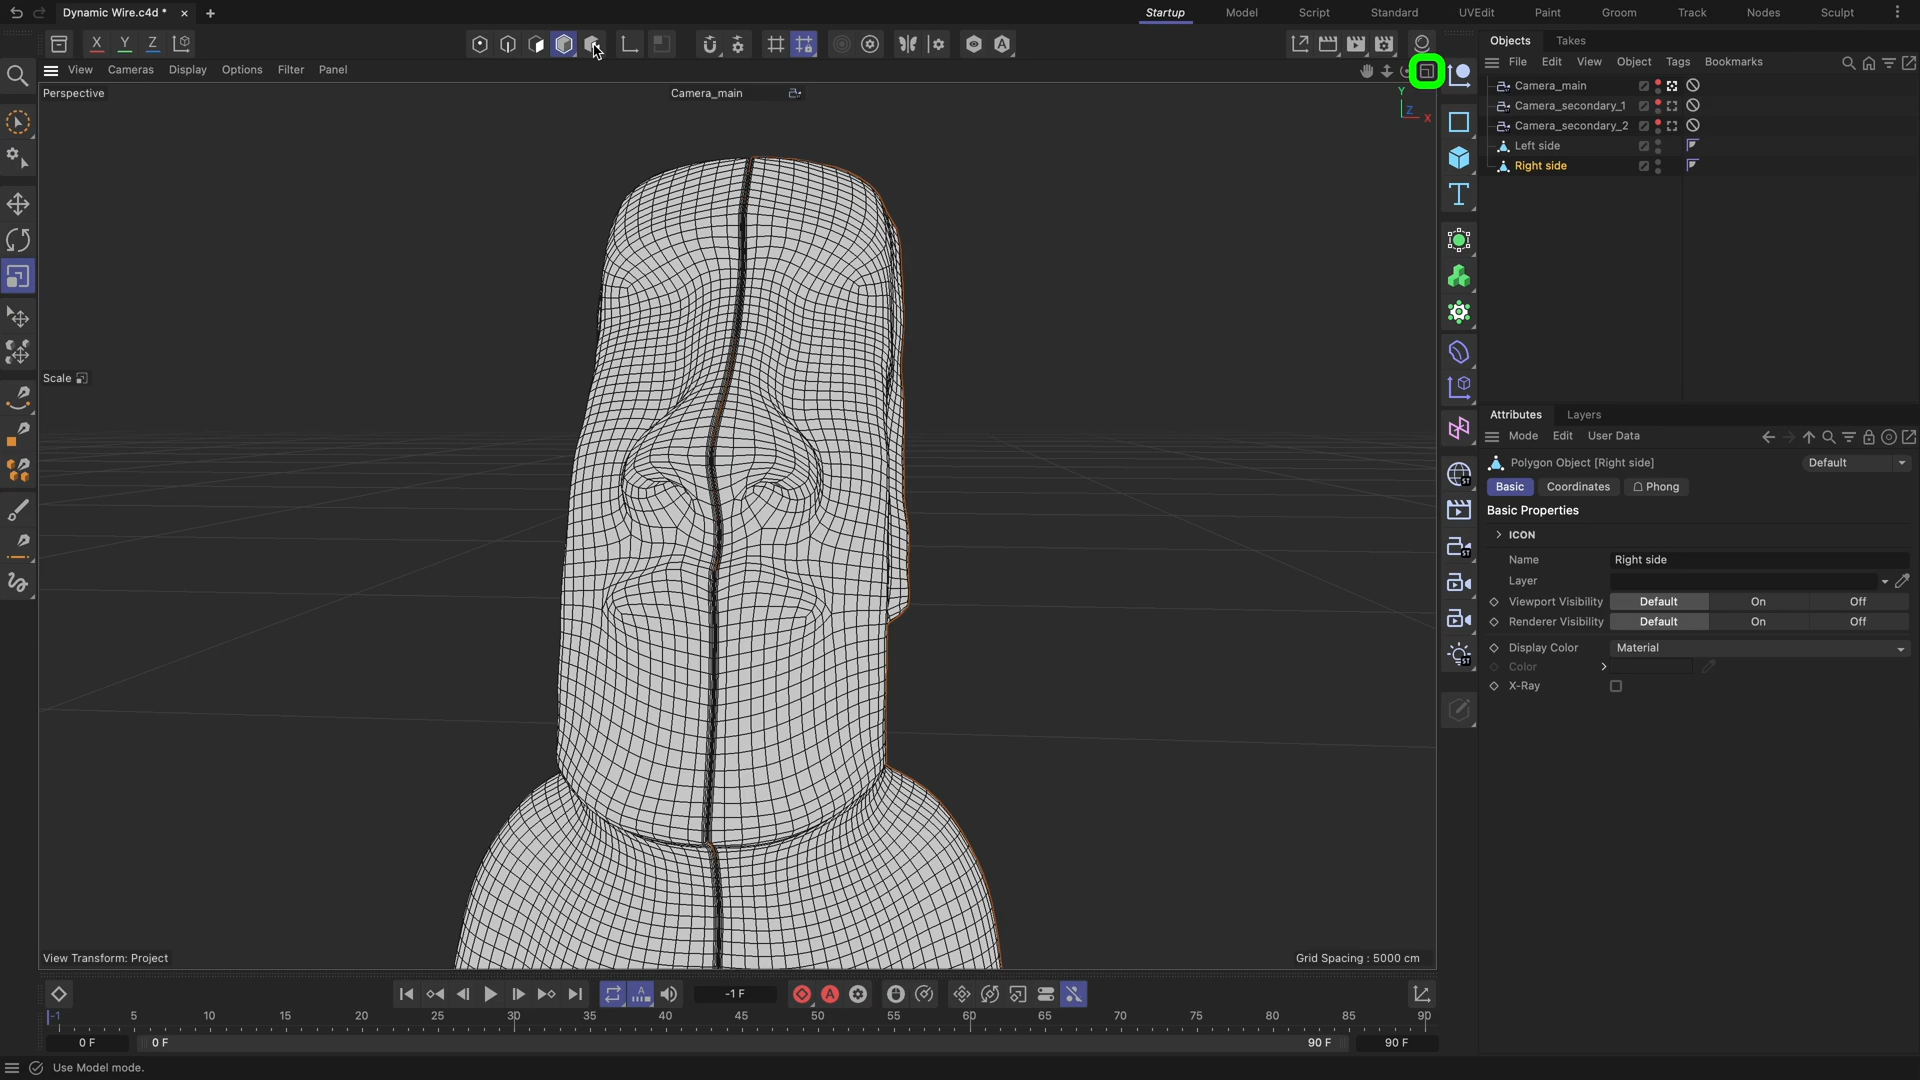 Dynamic Wire.c4d *
Startup
Model
Script
Standard
UVEdit
Paint
Groom
Track
Nodes
Sculpt
X
Y
Z
Objects
Takes
View
Cameras
Display
Options
Filter
Panel
File
Edit
View
Object
Tags
Bookmarks
Perspective
Camera_main
Y
Z
X
Camera_main
Camera_secondary_1
Camera_secondary_2
Left side
Right side
Scale
Attributes
Layers
Mode
Edit
User Data
Polygon Object [Right side]
Default
Basic
Coordinates
Phong
Basic Properties
ICON
Name
Right side
Layer
Viewport Visibility
Default
On
Off
Renderer Visibility
Default
On
Off
Display Color
Material
Color
X-Ray
View Transform: Project
Grid Spacing : 5000 cm
-1 F
-1
5
10
15
20
25
30
35
40
45
50
55
60
65
70
75
80
85
90
0 F
0 F
90 F
90 F
Use Model mode.